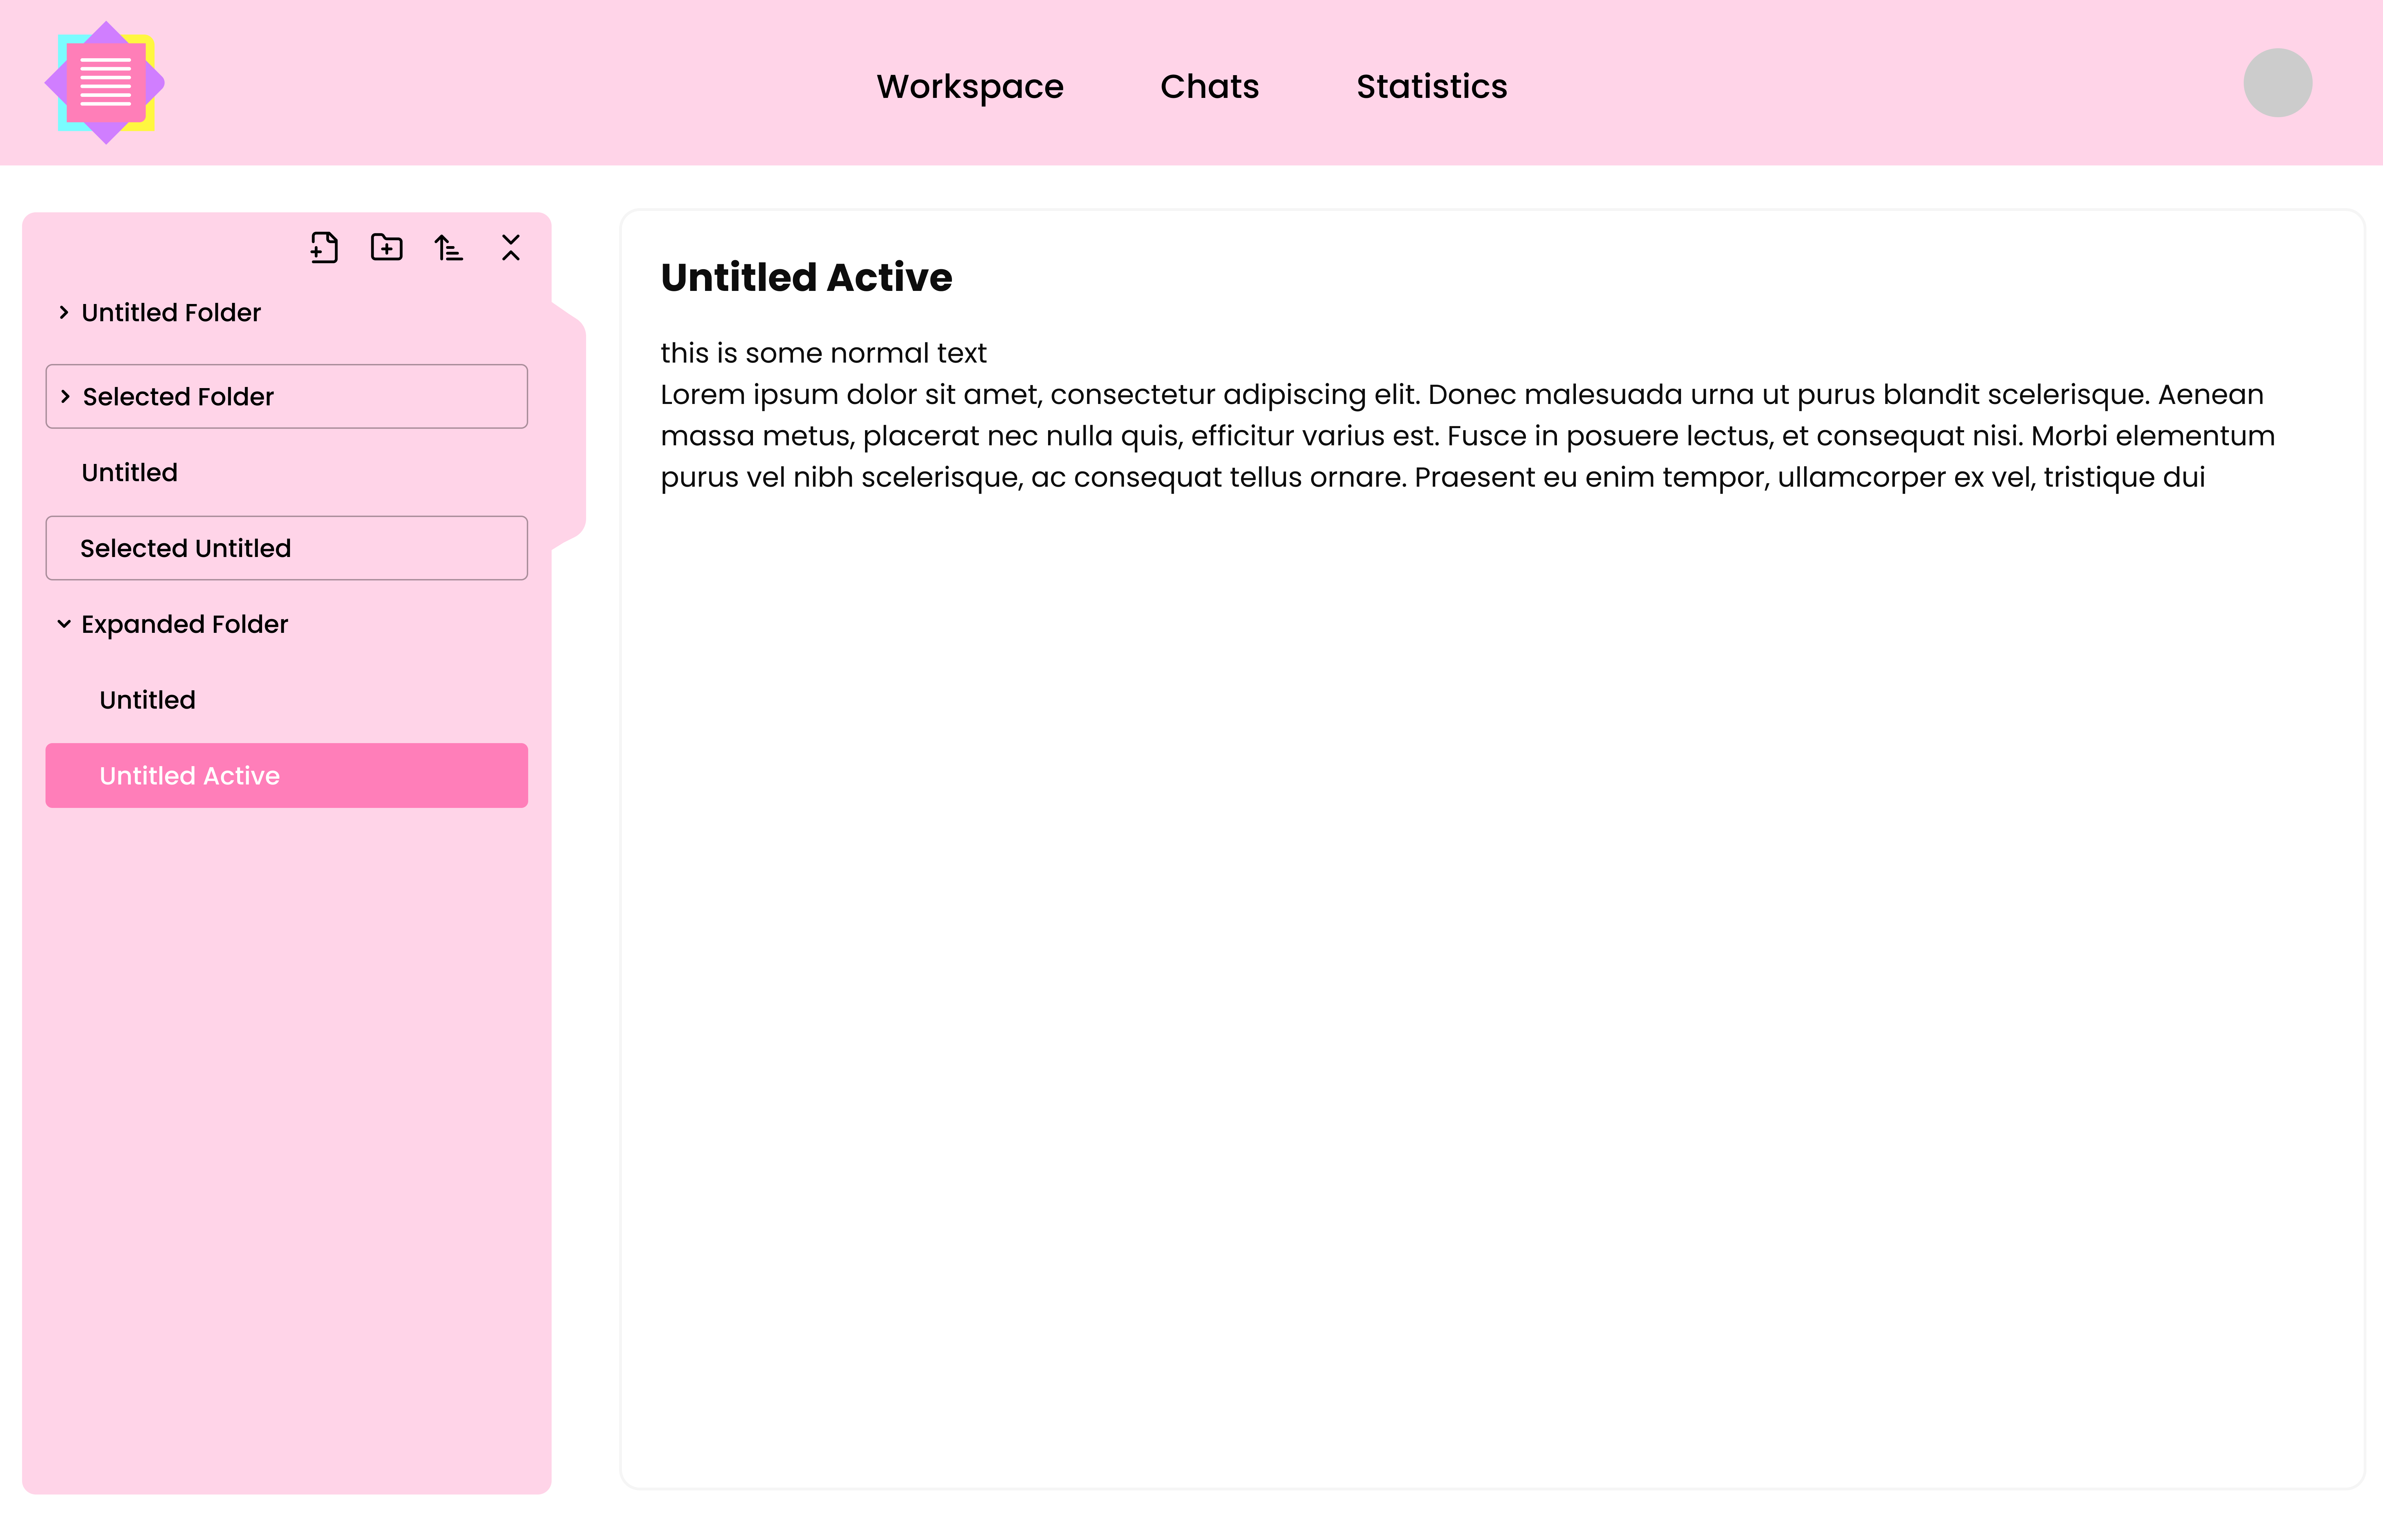 Workspace
Chats
Statistics
Untitled Folder
Selected Folder
Untitled
Selected Untitled
Expanded Folder
Untitled
Untitled Active
Untitled Active
this is some normal text
Lorem ipsum dolor sit amet, consectetur adipiscing elit. Donec malesuada urna ut purus blandit scelerisque. Aenean
massa metus, placerat nec nulla quis, efficitur varius est. Fusce in posuere lectus, et consequat nisi. Morbi elementum
purus vel nibh scelerisque, ac consequat tellus ornare. Praesent eu enim tempor, ullamcorper ex vel, tristique dui